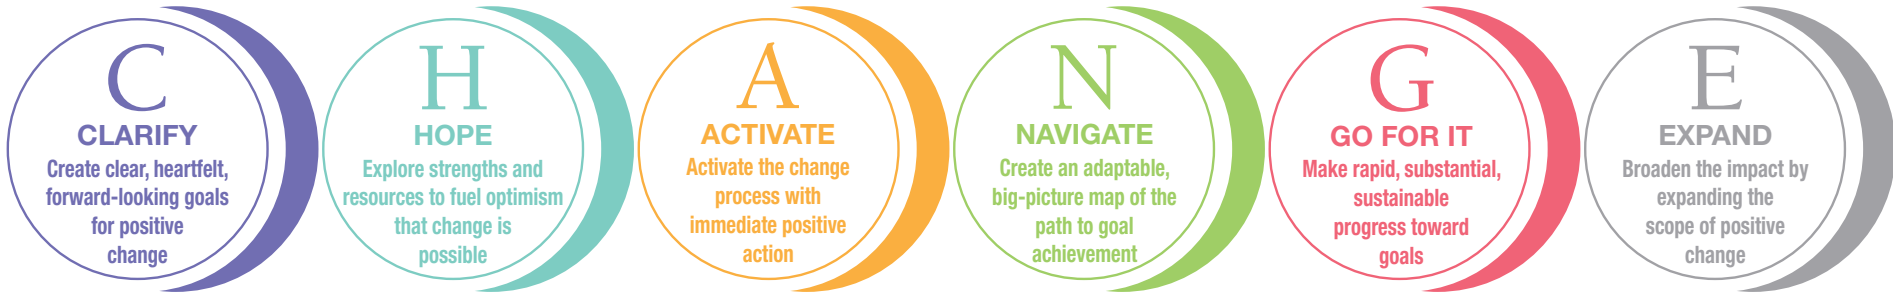 C
CLARIFY
Create clear, heartfelt,
forward-looking goals
for positive
change
H
HOPE
Explore strengths and
resources to fuel optimism
that change is
possible
A
ACTIVATE
Activate the change
process with
immediate positive
action
N
NAVIGATE
Create an adaptable,
big-picture map of the
path to goal
achievement
G
GO FOR IT
Make rapid, substantial,
sustainable
progress toward
goals
E
EXPAND
Broaden the impact by
expanding the
scope of positive
change